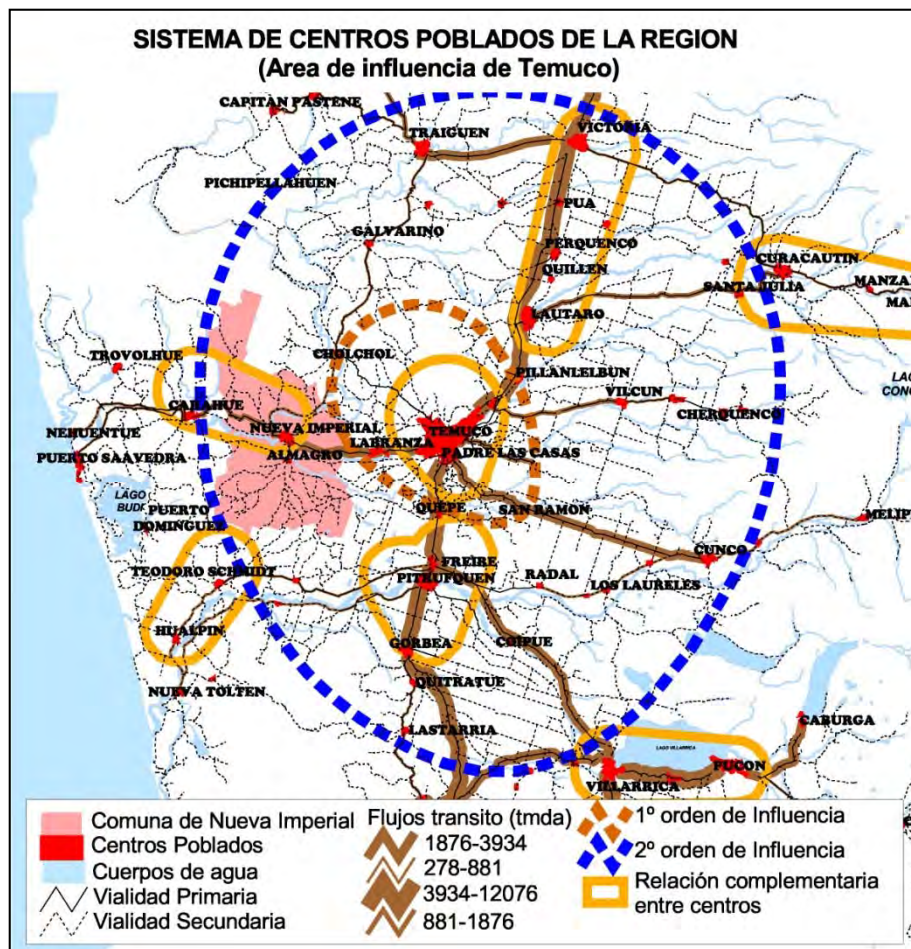 SISTEMA DE CENTROS POBLADOS DE LA REGION
(Area de influencia de Temuco)
CAPITAN PASTENE
TRAIGUEN
VICTORIA
PICHIPELLAHUEN
PUA
GALVARINO
PERQUENCO
QUILLEN
CURACAUTIN
SANTA JULIA
MANZA
MA
LAUTARO
TROVOLHUE
CHOLCHOL
PILLANLELBUN
VILCUN
CHERQUENCO
LAG
CONG
CARAHUE
NEHUENTUE
NUEVA IMPERIAL
TEMUCO
PUERTO SAAVEDRA
ALMAGRO
LABRANZA
PADRE LAS CASAS
LAGO
BUDI
PUERTO
DOMINGUEZ
QUEPE
SAN RAMON
MELIP
CUNCO
TEODORO SCHMIDT
FREIRE
PITRUFQUEN
RADAL
LOS LAURELES
HUALPIN
GORBEA
COIPUE
NUEVA TOLTEN
QUITRATUE
LASTARRIA
CABURGA
LAGO VILLARRICA
PUCON
VILLARRICA
Comuna de Nueva Imperial
Centros Poblados
Cuerpos de agua
Vialidad Primaria
Vialidad Secundaria
Flujos transito (tmda)
1876-3934
278-881
3934-12076
881-1876
1º orden de Influencia
2º orden de Influencia
Relación complementaria
entre centros